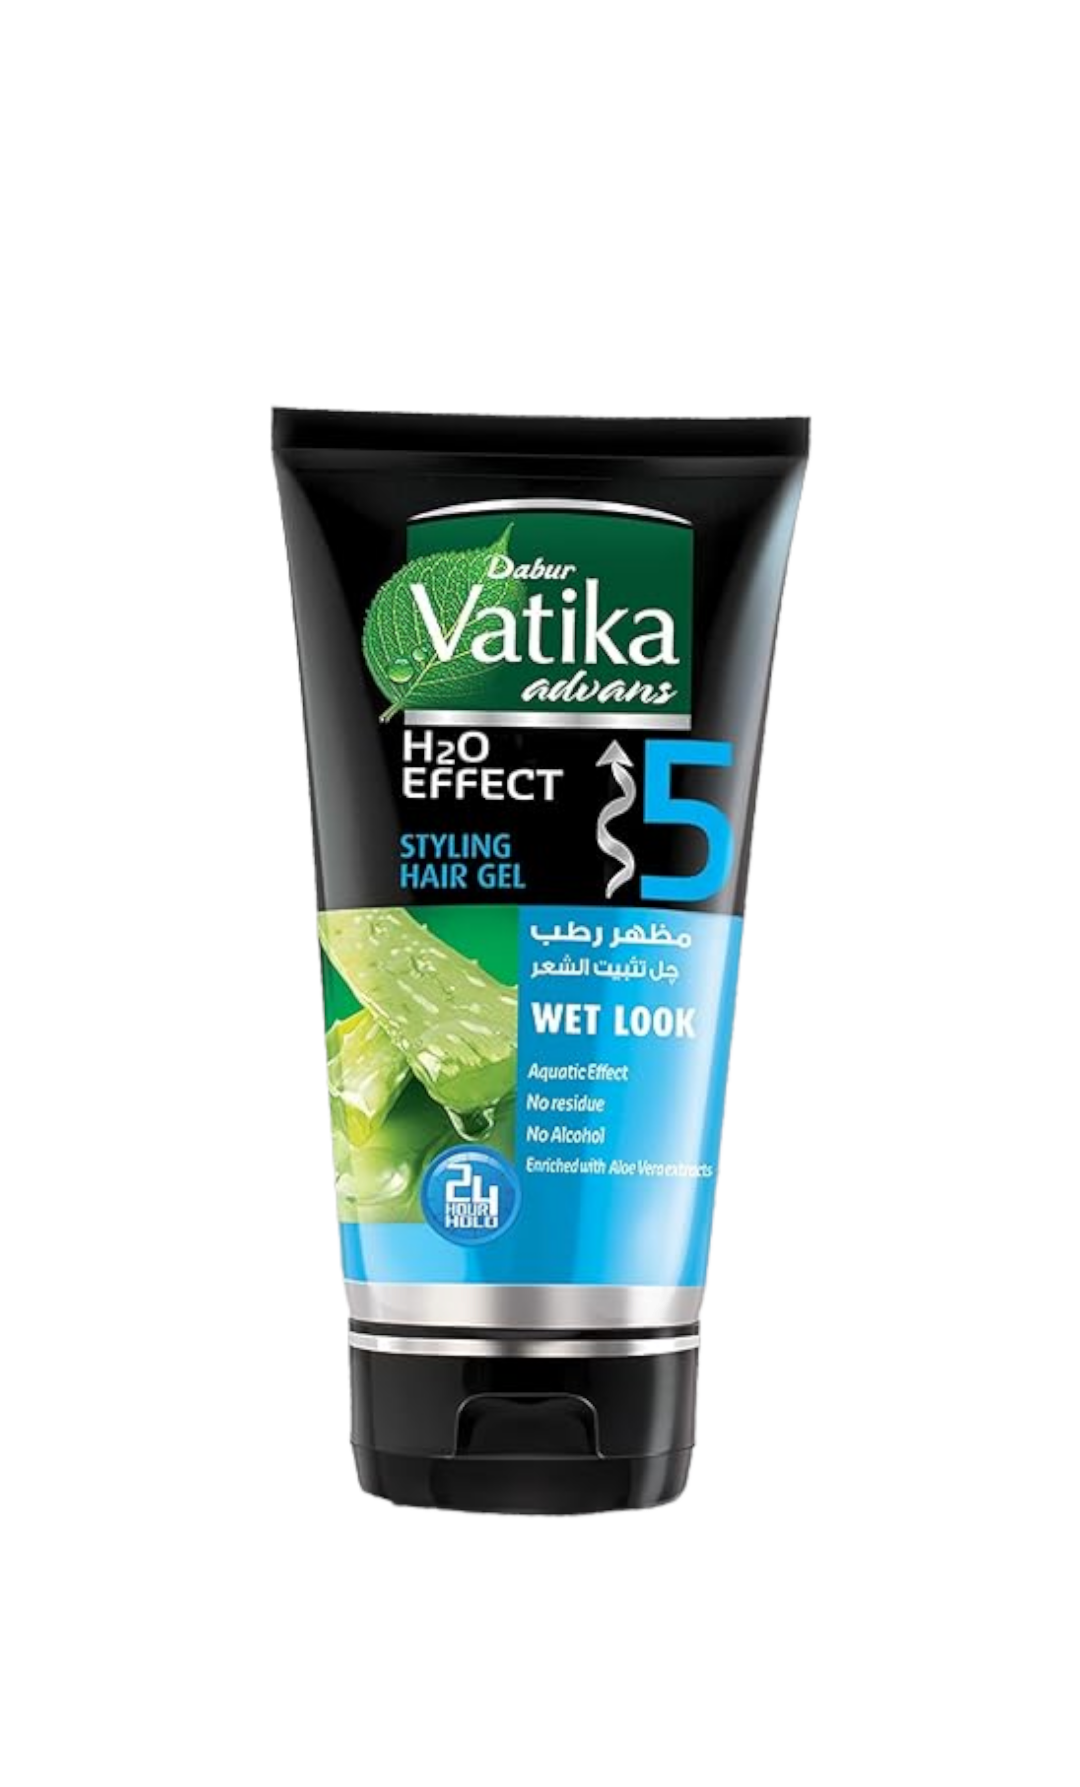 Dabur
Vatika
advans
H2O
EFFECT
5
STYLING
HAIR GEL
مظهر رطب
چل تثبيت الشعر
WET LOOK
Aquatic Effect
No residue
No Alcohol
Enriched with Aloe Vera extracts
24
HOUR
HOLD